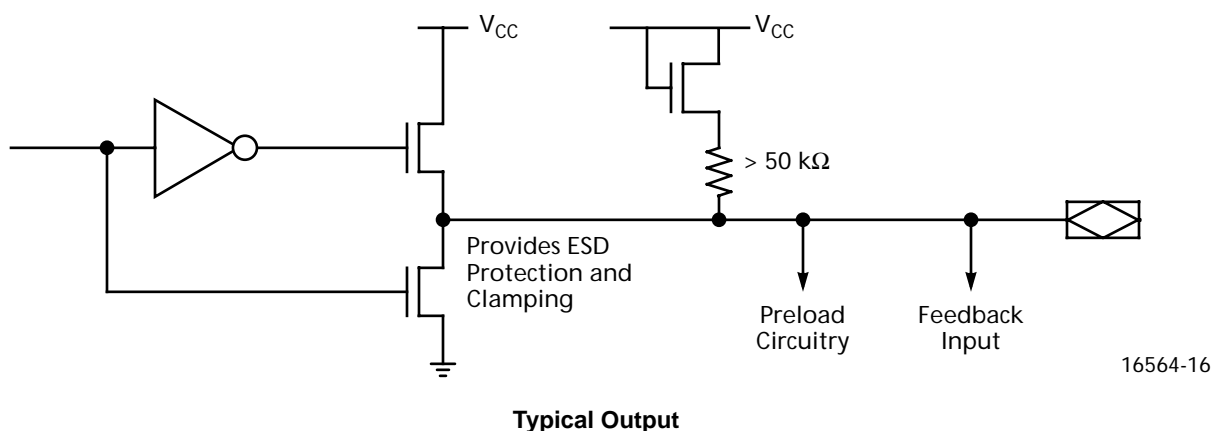 V_CC
V_CC
> 50 kΩ
Provides ESD
Protection and
Clamping
Preload
Circuitry
Feedback
Input
16564-16
Typical Output